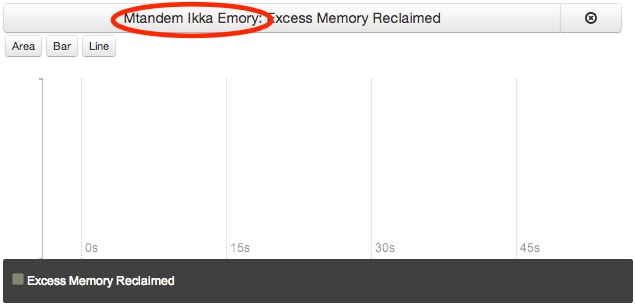 Mtandem Ikka Emory: Excess Memory Reclaimed
Area Bar Line
0s 15s 30s 45s
Excess Memory Reclaimed